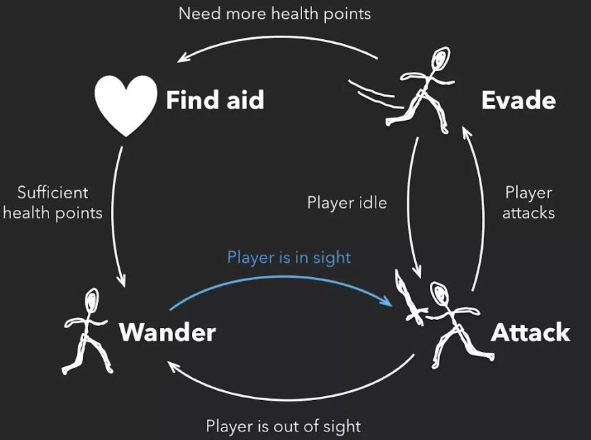 Need more health points
Find aid
Evade
Sufficient
health points
Player idle
Player
attacks
Player is in sight
Wander
Attack
Player is out of sight